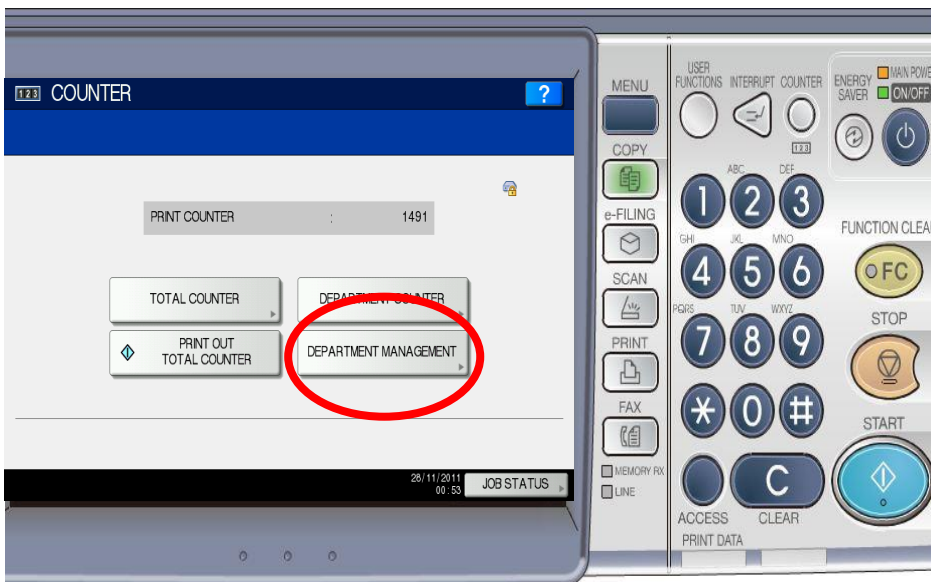 123 COUNTER ?
PRINT COUNTER : 1491
TOTAL COUNTER
DEPARTMENT COUNTER
PRINT OUT
TOTAL COUNTER
DEPARTMENT MANAGEMENT
28/11/2011
00:53
JOB STATUS
MENU
COPY
e-FILING
SCAN
PRINT
FAX
MEMORY RX
LINE
USER
FUNCTIONS INTERRUPT COUNTER
123
ENERGY
SAVER
MAIN POWE
ON/OFF
ABC DEF
1 2 3
GHI JKL MNO
4 5 6
PQRS TUV WXYZ
7 8 9
* 0 #
FUNCTION CLEA
FC
STOP
START
C
ACCESS CLEAR
PRINT DATA